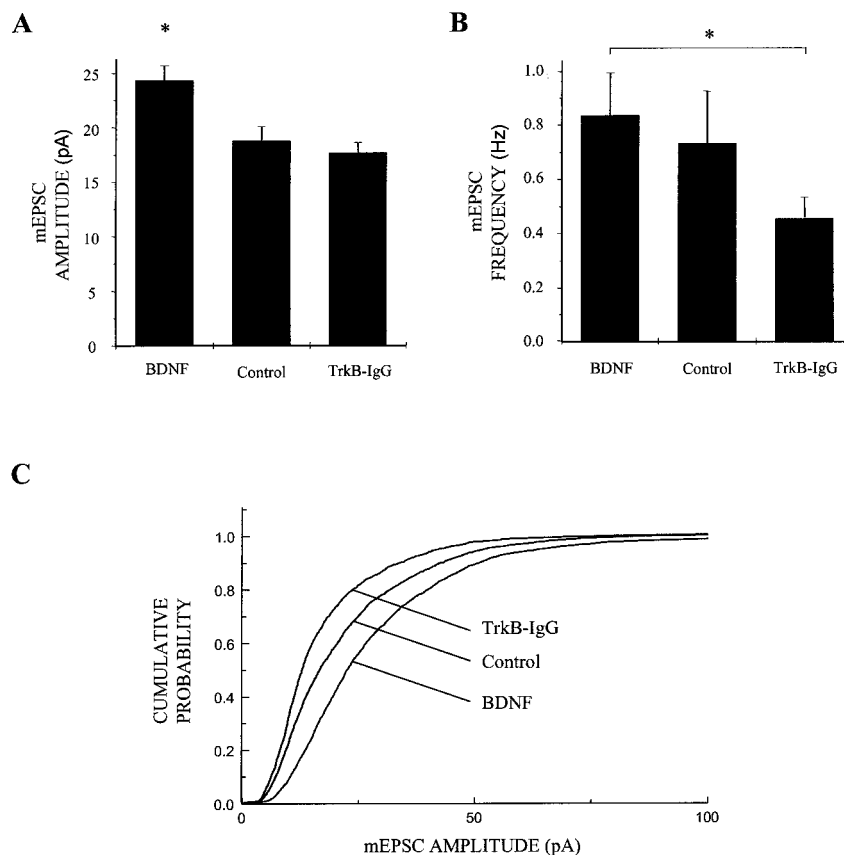 A
*
mEPSC
AMPLITUDE (pA)
25
20
15
10
5
0
BDNF
Control
TrkB-IgG
B
*
mEPSC
FREQUENCY (Hz)
1.0
0.8
0.6
0.4
0.2
0.0
BDNF
Control
TrkB-IgG
C
CUMULATIVE
PROBABILITY
1.0
0.8
0.6
0.4
0.2
0.0
TrkB-IgG
Control
BDNF
0
50
100
mEPSC AMPLITUDE (pA)